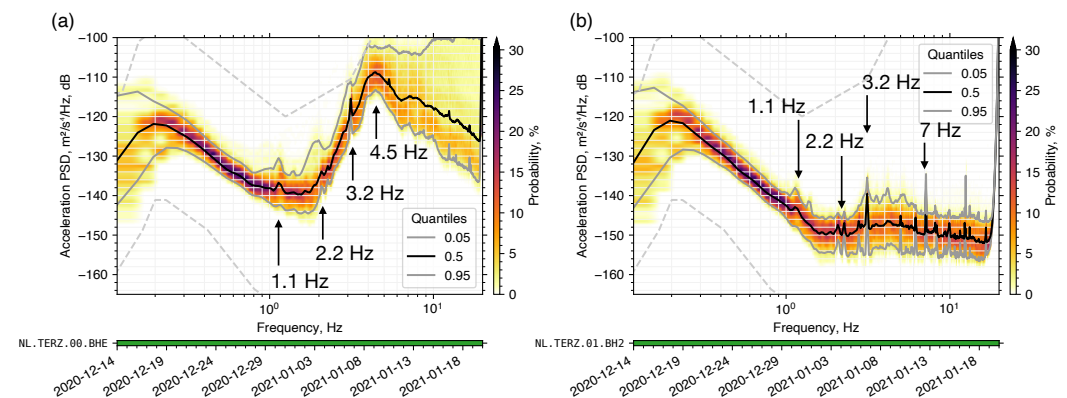 (a)
−100
−110
−120
−130
−140
−150
−160
Acceleration PSD, m²/s⁴/Hz, dB
4.5 Hz
3.2 Hz
2.2 Hz
1.1 Hz
Quantiles
0.05
0.5
0.95
10⁰
10¹
Frequency, Hz
30
25
20
15
10
5
0
Probability, %
NL.TERZ.00.BHE
2020-12-14
2020-12-19
2020-12-24
2020-12-29
2021-01-03
2021-01-08
2021-01-13
2021-01-18
(b)
−100
−110
−120
−130
−140
−150
−160
Acceleration PSD, m²/s⁴/Hz, dB
Quantiles
0.05
0.5
0.95
3.2 Hz
1.1 Hz
2.2 Hz
7 Hz
10⁰
10¹
Frequency, Hz
30
25
20
15
10
5
0
Probability, %
NL.TERZ.01.BH2
2020-12-14
2020-12-19
2020-12-24
2020-12-29
2021-01-03
2021-01-08
2021-01-13
2021-01-18